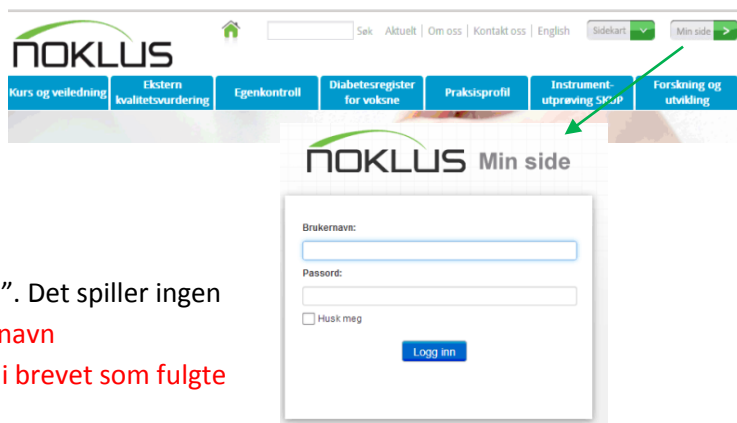 NOKLUS
Søk Aktuelt | Om oss | Kontakt oss | English Sidekart Min side >
Kurs og veiledning
Ekstern kvalitetsvurdering
Egenkontroll
Diabetesregister for voksne
Praksisprofil
Instrument-utprøving SKUP
Forskning og utvikling
NOKLUS Min side
Brukernavn:
Passord:
Husk meg
Logg inn
”. Det spiller ingen
navn
i brevet som fulgte